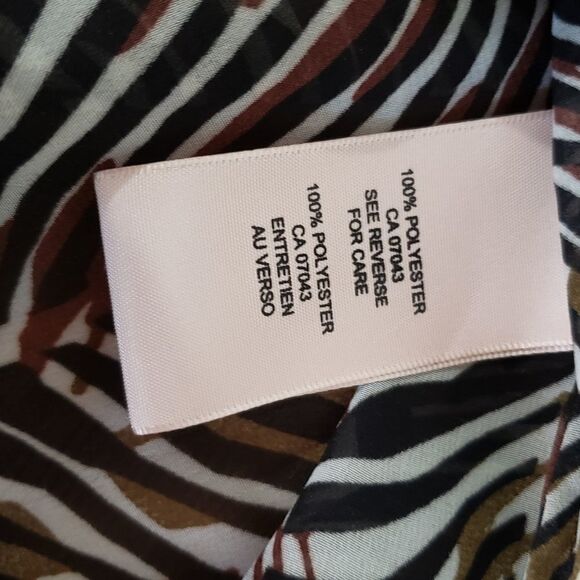 100% POLYESTER
CA 07043
SEE REVERSE
FOR CARE
100% POLYESTER
CA 07043
ENTRETIEN
AU VERSO